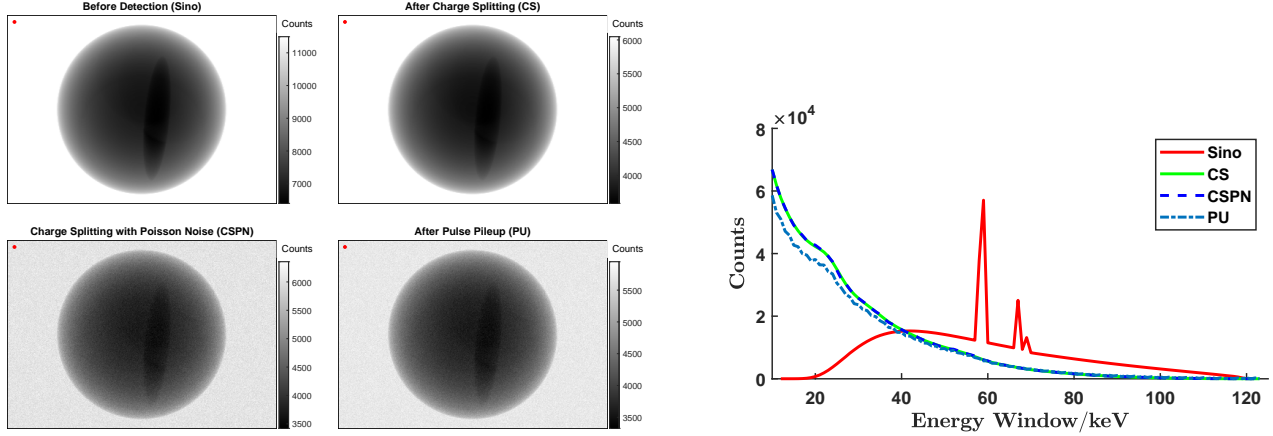 Before Detection (Sino)
Counts
11000
10000
9000
8000
7000
After Charge Splitting (CS)
Counts
6000
5500
5000
4500
4000
Charge Splitting with Poisson Noise (CSPN)
Counts
6000
5500
5000
4500
4000
3500
After Pulse Pileup (PU)
Counts
5500
5000
4500
4000
3500
×10⁴
8
6
4
2
0
Counts
20
40
60
80
100
120
Energy Window/keV
Sino
CS
CSPN
PU